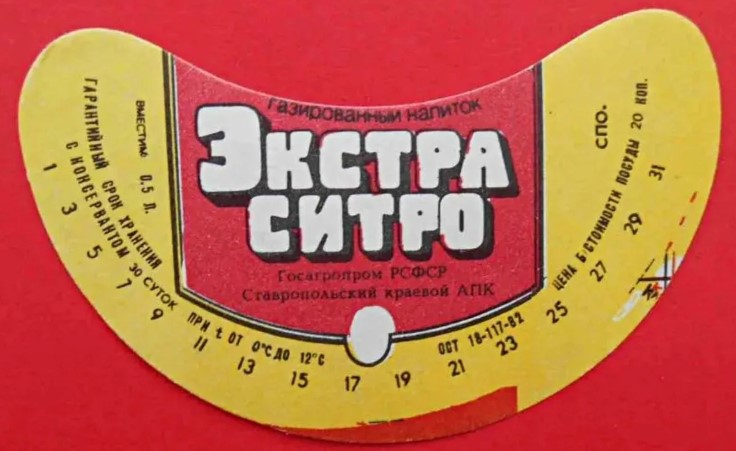 газированный напиток
ЭКСТРА
СИТРО
Госагропром РСФСР
Ставропольский краевой АПК
ВМЕСТИМ: 0,5 Л.
ГАРАНТИЙНЫЙ СРОК ХРАНЕНИЯ
С КОНСЕРВАНТОМ 30 СУТОК
ПРИ t ОТ 0°С ДО 12°С
ОСТ 18-117-82
ЦЕНА Б/СТОИМОСТИ ПОСУДЫ 20 КОП.
СПО.
1 3 5 7 9 11 13 15 17 19 21 23 25 27 29 31